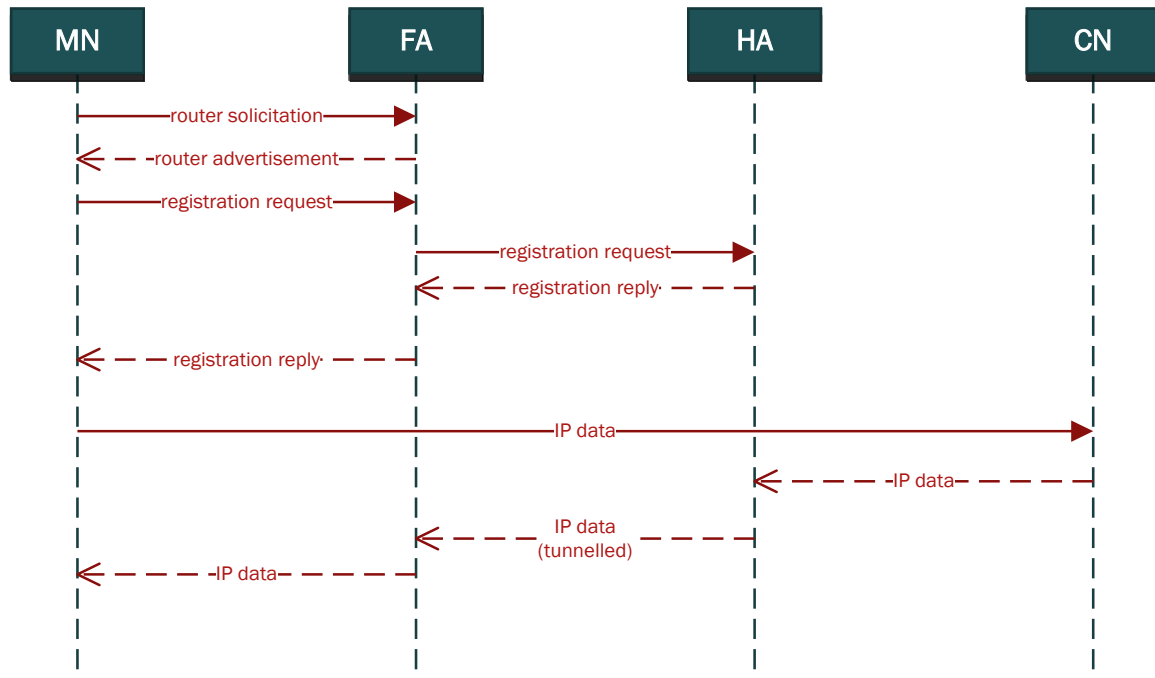 MN
FA
HA
CN
router solicitation
router advertisement
registration request
registration request
registration reply
registration reply
IP data
IP data
IP data
(tunnelled)
IP data